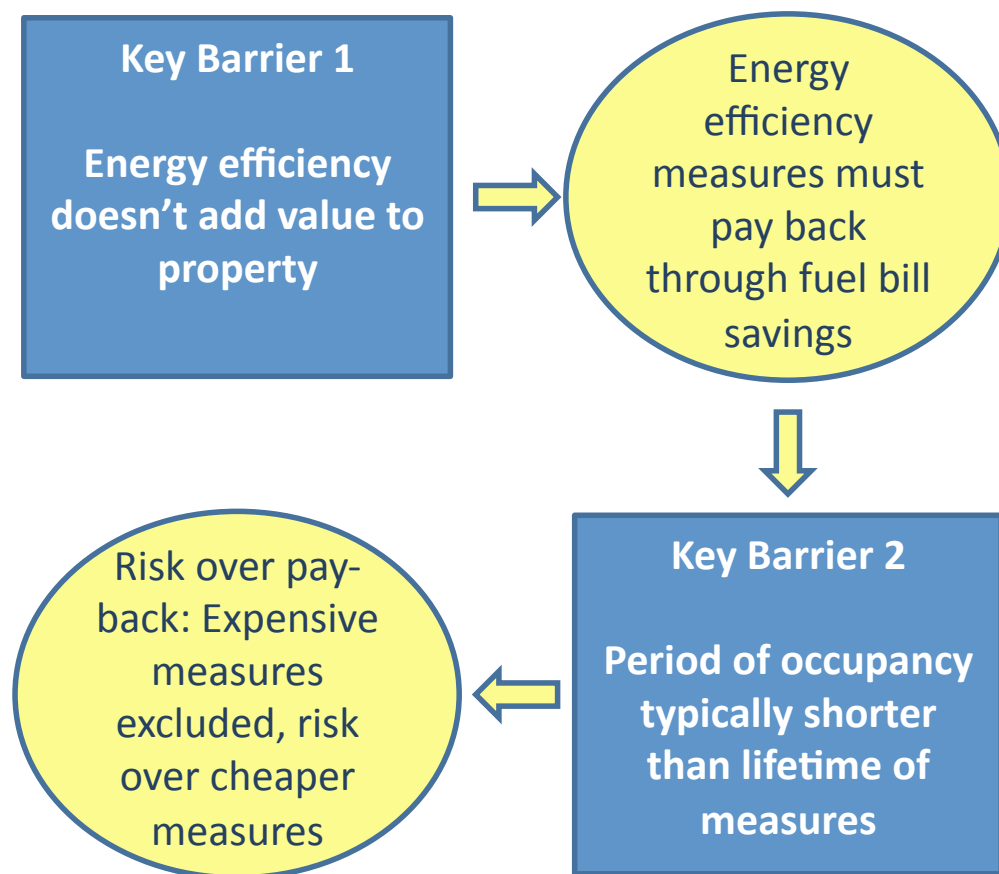 Key Barrier 1
Energy efficiency
doesn’t add value to
property
Energy
efficiency
measures must
pay back
through fuel bill
savings
Key Barrier 2
Period of occupancy
typically shorter
than lifetime of
measures
Risk over pay-
back: Expensive
measures
excluded, risk
over cheaper
measures